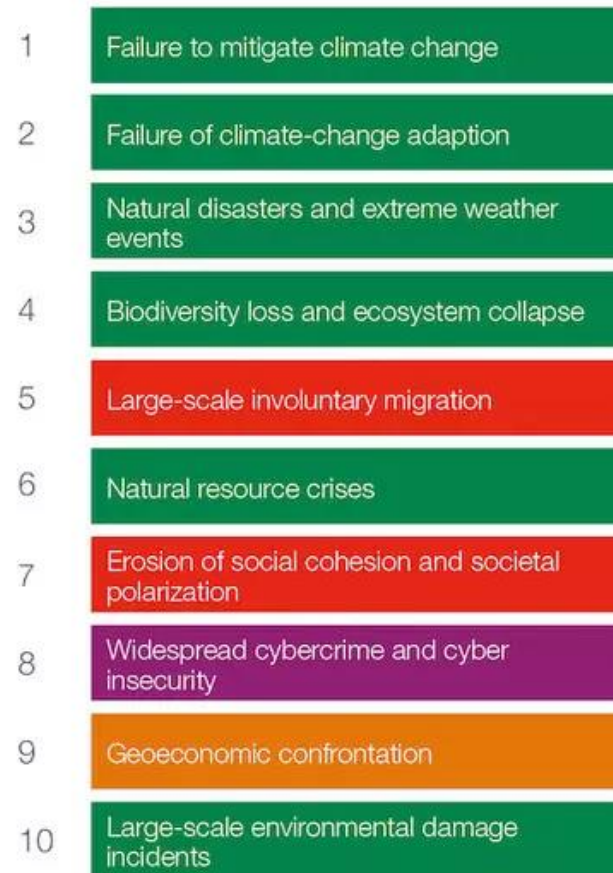 1
Failure to mitigate climate change
2
Failure of climate-change adaption
3
Natural disasters and extreme weather
events
4
Biodiversity loss and ecosystem collapse
5
Large-scale involuntary migration
6
Natural resource crises
7
Erosion of social cohesion and societal
polarization
8
Widespread cybercrime and cyber
insecurity
9
Geoeconomic confrontation
10
Large-scale environmental damage
incidents